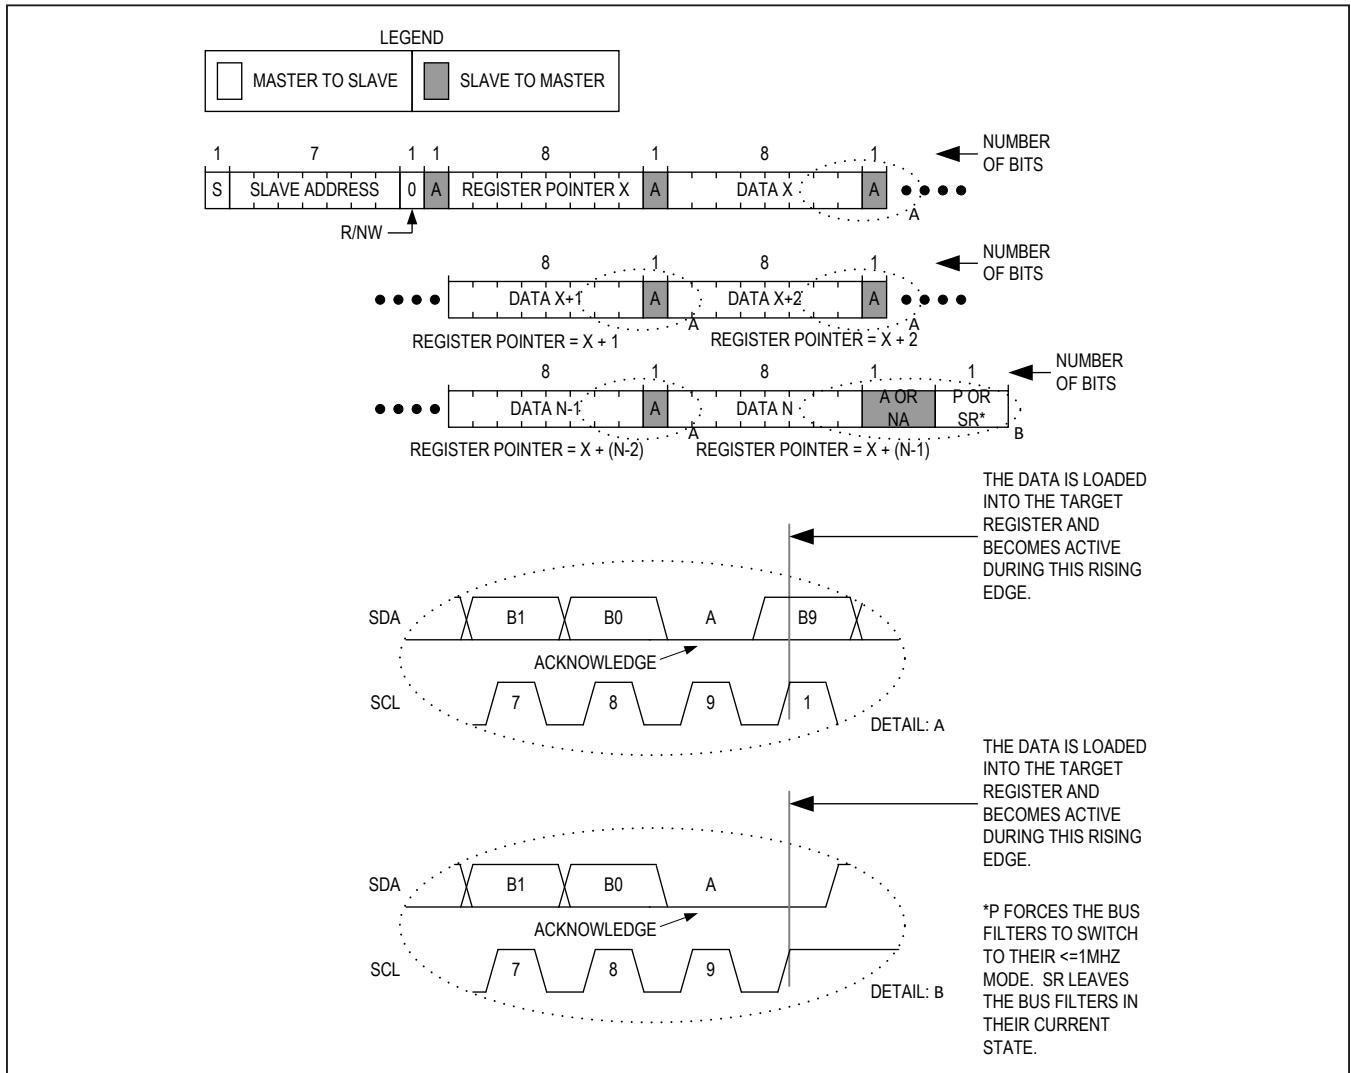 LEGEND
MASTER TO SLAVE
SLAVE TO MASTER
1 7 1 1 8 1 8 1
NUMBER
OF BITS
S SLAVE ADDRESS 0 A REGISTER POINTER X A DATA X A
A
R/NW
8 1 8 1
NUMBER
OF BITS
DATA X+1 A DATA X+2 A
A A
REGISTER POINTER = X + 1 REGISTER POINTER = X + 2
8 1 8 1 1
NUMBER
OF BITS
DATA N-1 A DATA N
A OR
NA
P OR
SR*
A B
REGISTER POINTER = X + (N-2) REGISTER POINTER = X + (N-1)
THE DATA IS LOADED
INTO THE TARGET
REGISTER AND
BECOMES ACTIVE
DURING THIS RISING
EDGE.
SDA B1 B0 A B9
ACKNOWLEDGE
SCL 7 8 9 1
DETAIL: A
THE DATA IS LOADED
INTO THE TARGET
REGISTER AND
BECOMES ACTIVE
DURING THIS RISING
EDGE.
SDA B1 B0 A
ACKNOWLEDGE
SCL 7 8 9
DETAIL: B
*P FORCES THE BUS
FILTERS TO SWITCH
TO THEIR <=1MHZ
MODE. SR LEAVES
THE BUS FILTERS IN
THEIR CURRENT
STATE.